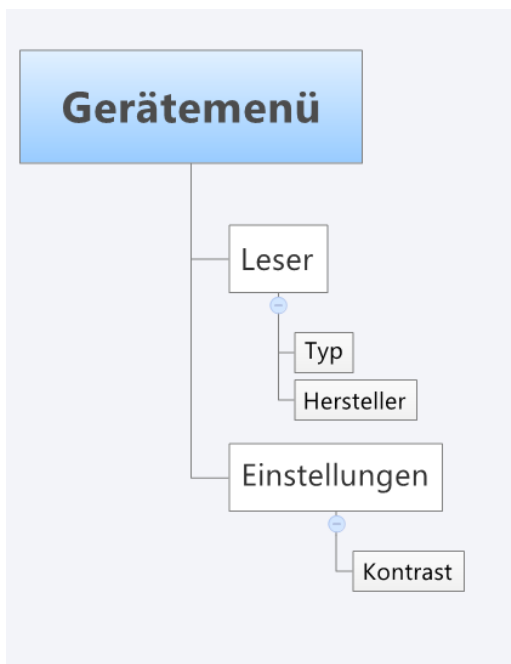 Gerätemenü
Leser
Typ
Hersteller
Einstellungen
Kontrast